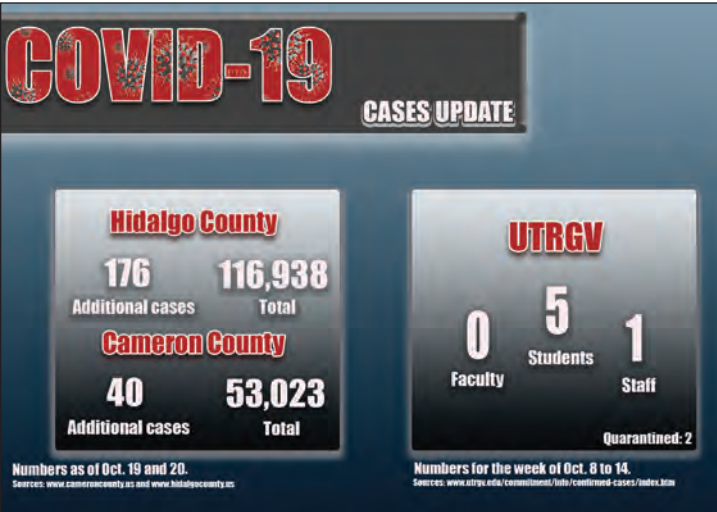 COVID-19
CASES UPDATE
Hidalgo County
176 116,938
Additional cases Total
Cameron County
40 53,023
Additional cases Total
Numbers as of Oct. 19 and 20.
Sources: www.cameroncounty.us and www.hidalgocounty.us
UTRGV
0 5 1
Faculty Students Staff
Quarantined: 2
Numbers for the week of Oct. 8 to 14.
Sources: www.utrgv.edu/commitment/info/confirmed-cases/index.htm